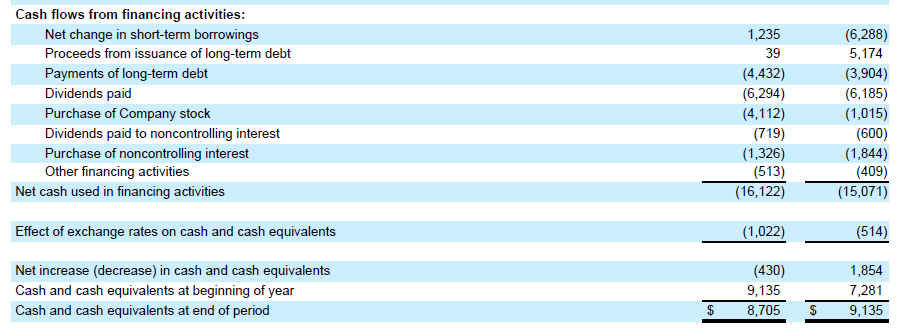 Cash flows from financing activities:
Net change in short-term borrowings 1,235 (6,288)
Proceeds from issuance of long-term debt 39 5,174
Payments of long-term debt (4,432) (3,904)
Dividends paid (6,294) (6,185)
Purchase of Company stock (4,112) (1,015)
Dividends paid to noncontrolling interest (719) (600)
Purchase of noncontrolling interest (1,326) (1,844)
Other financing activities (513) (409)
Net cash used in financing activities (16,122) (15,071)
Effect of exchange rates on cash and cash equivalents (1,022) (514)
Net increase (decrease) in cash and cash equivalents (430) 1,854
Cash and cash equivalents at beginning of year 9,135 7,281
Cash and cash equivalents at end of period $ 8,705 $ 9,135